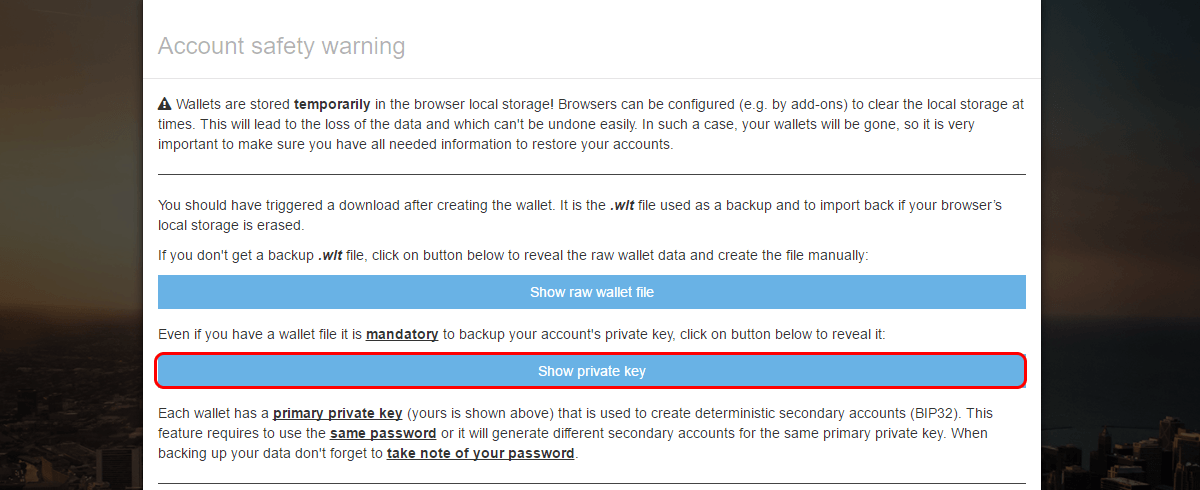 Account safety warning
Wallets are stored temporarily in the browser local storage! Browsers can be configured (e.g. by add-ons) to clear the local storage at
times. This will lead to the loss of the data and which can't be undone easily. In such a case, your wallets will be gone, so it is very
important to make sure you have all needed information to restore your accounts.
You should have triggered a download after creating the wallet. It is the .wlt file used as a backup and to import back if your browser’s
local storage is erased.
If you don't get a backup .wlt file, click on button below to reveal the raw wallet data and create the file manually:
Show raw wallet file
Even if you have a wallet file it is mandatory to backup your account's private key, click on button below to reveal it:
Show private key
Each wallet has a primary private key (yours is shown above) that is used to create deterministic secondary accounts (BIP32). This
feature requires to use the same password or it will generate different secondary accounts for the same primary private key. When
backing up your data don't forget to take note of your password.